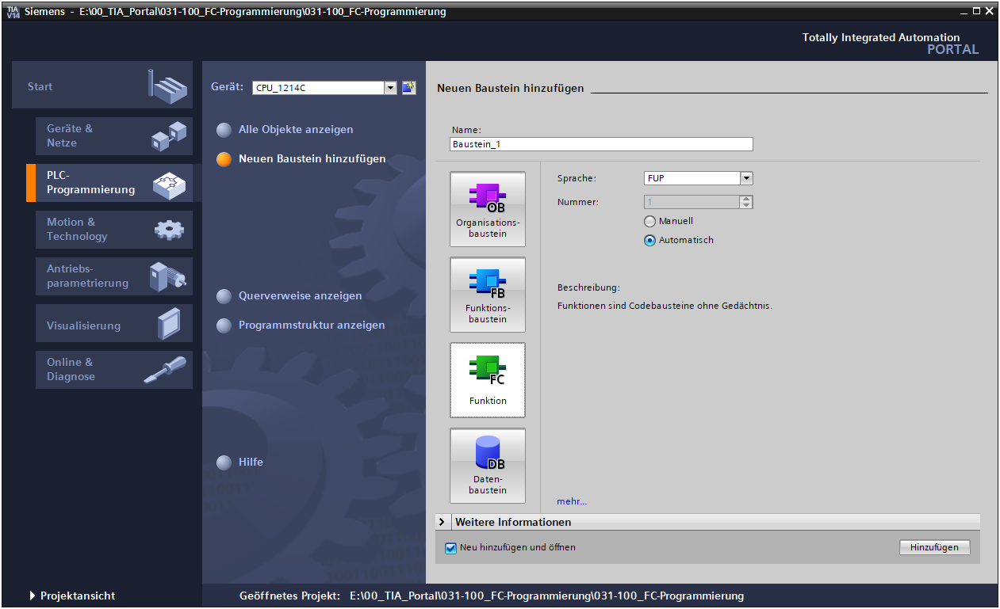 TIA
V14
Siemens - E:\00_TIA_Portal\031-100_FC-Programmierung\031-100_FC-Programmierung
Totally Integrated Automation
PORTAL
Start
Geräte &
Netze
PLC-
Programmierung
Motion &
Technology
Antriebs-
parametrierung
Visualisierung
Online &
Diagnose
Gerät: CPU_1214C
Alle Objekte anzeigen
Neuen Baustein hinzufügen
Querverweise anzeigen
Programmstruktur anzeigen
Hilfe
Neuen Baustein hinzufügen
Name:
Baustein_1
OB
Organisations-
baustein
FB
Funktions-
baustein
FC
Funktion
DB
Daten-
baustein
Sprache: FUP
Nummer: 1
Manuell
Automatisch
Beschreibung:
Funktionen sind Codebausteine ohne Gedächtnis.
mehr...
Weitere Informationen
Neu hinzufügen und öffnen
Hinzufügen
Projektansicht
Geöffnetes Projekt: E:\00_TIA_Portal\031-100_FC-Programmierung\031-100_FC-Programmierung